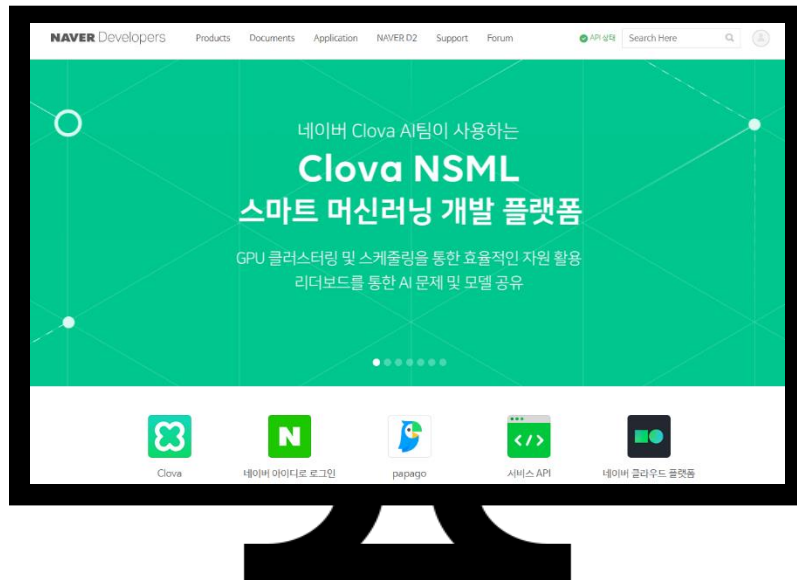 NAVER Developers Products Documents Application NAVER D2 Support Forum API 상태 Search Here
네이버 Clova AI팀이 사용하는
Clova NSML
스마트 머신러닝 개발 플랫폼
GPU 클러스터링 및 스케줄링을 통한 효율적인 자원 활용
리더보드를 통한 AI 문제 및 모델 공유
N </>
Clova 네이버 아이디로 로그인 papago 서비스 API 네이버 클라우드 플랫폼